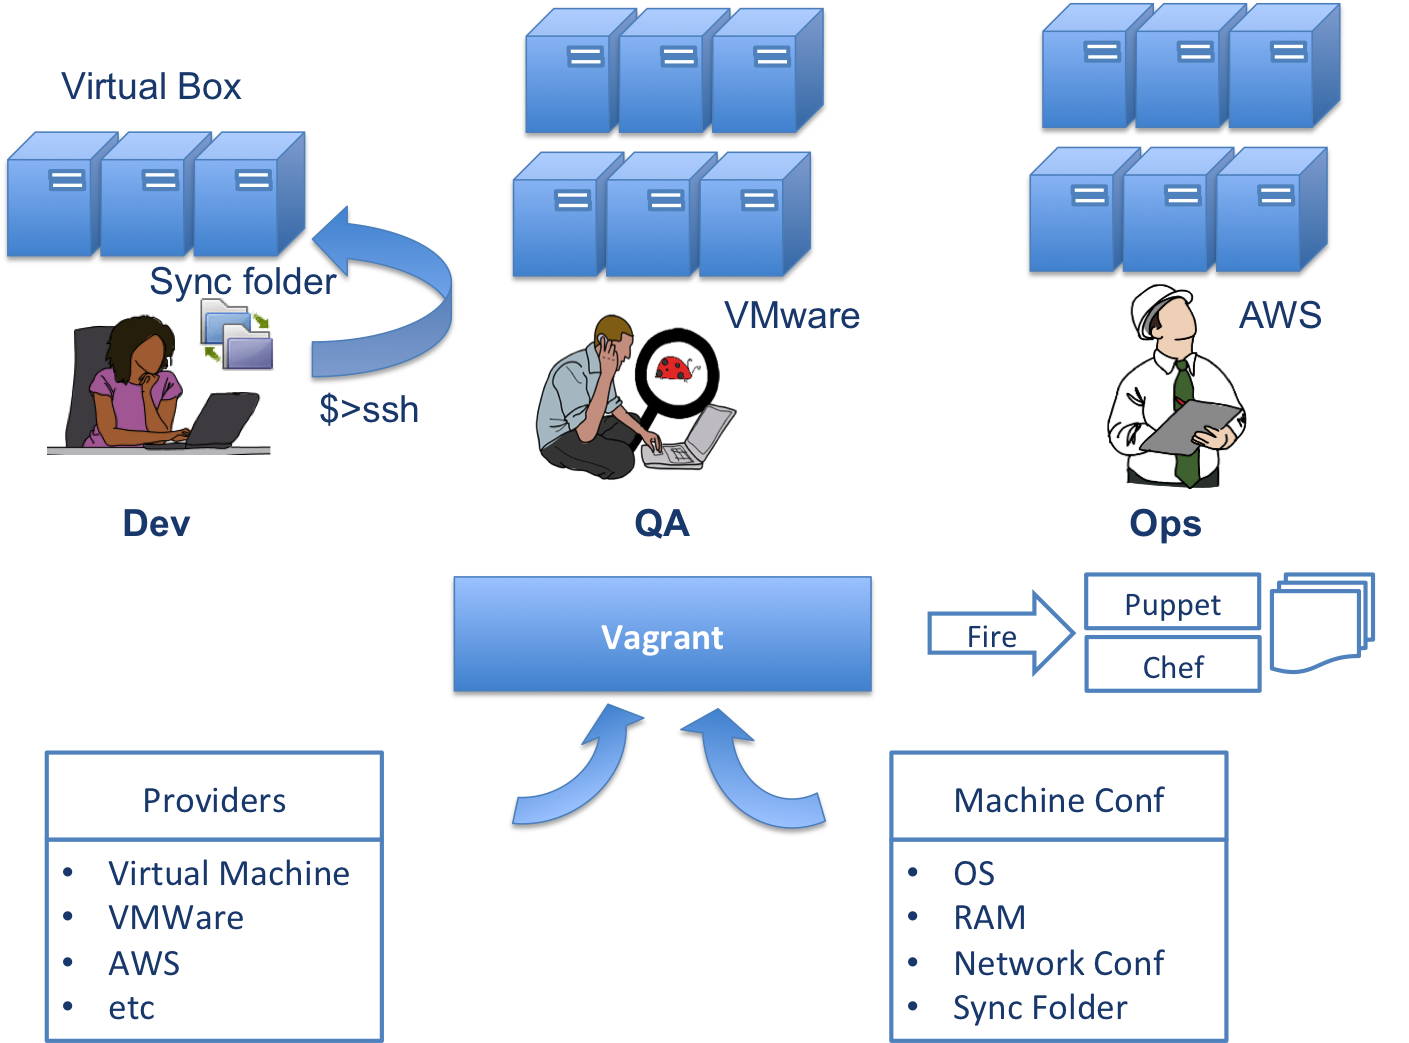 Virtual Box
Sync folder
$>ssh
VMware
AWS
Dev
QA
Ops
Vagrant
Fire
Puppet
Chef
Providers
• Virtual Machine
• VMWare
• AWS
• etc
Machine Conf
• OS
• RAM
• Network Conf
• Sync Folder